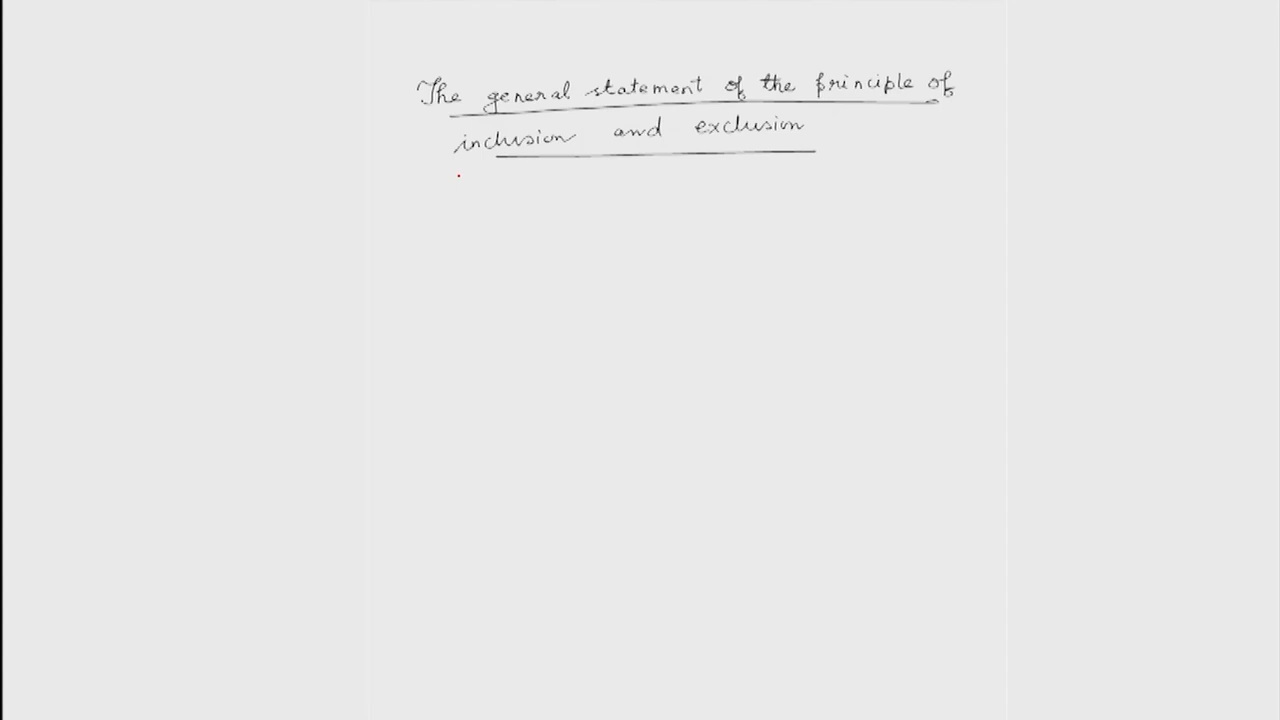 The general statement of the principle of
inclusion and exclusion